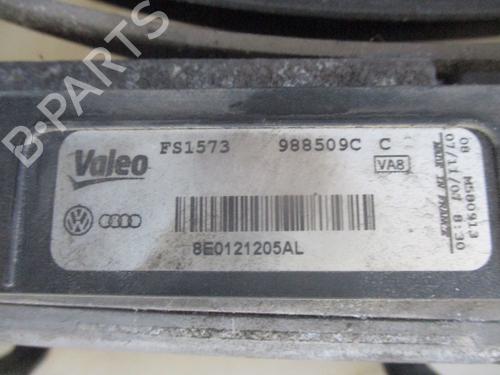 B-PARTS
Valeo
FS1573 988509C C
VA8
8E0121205AL
08 M580913
07/11/07 8:30
MADE IN FRANCE